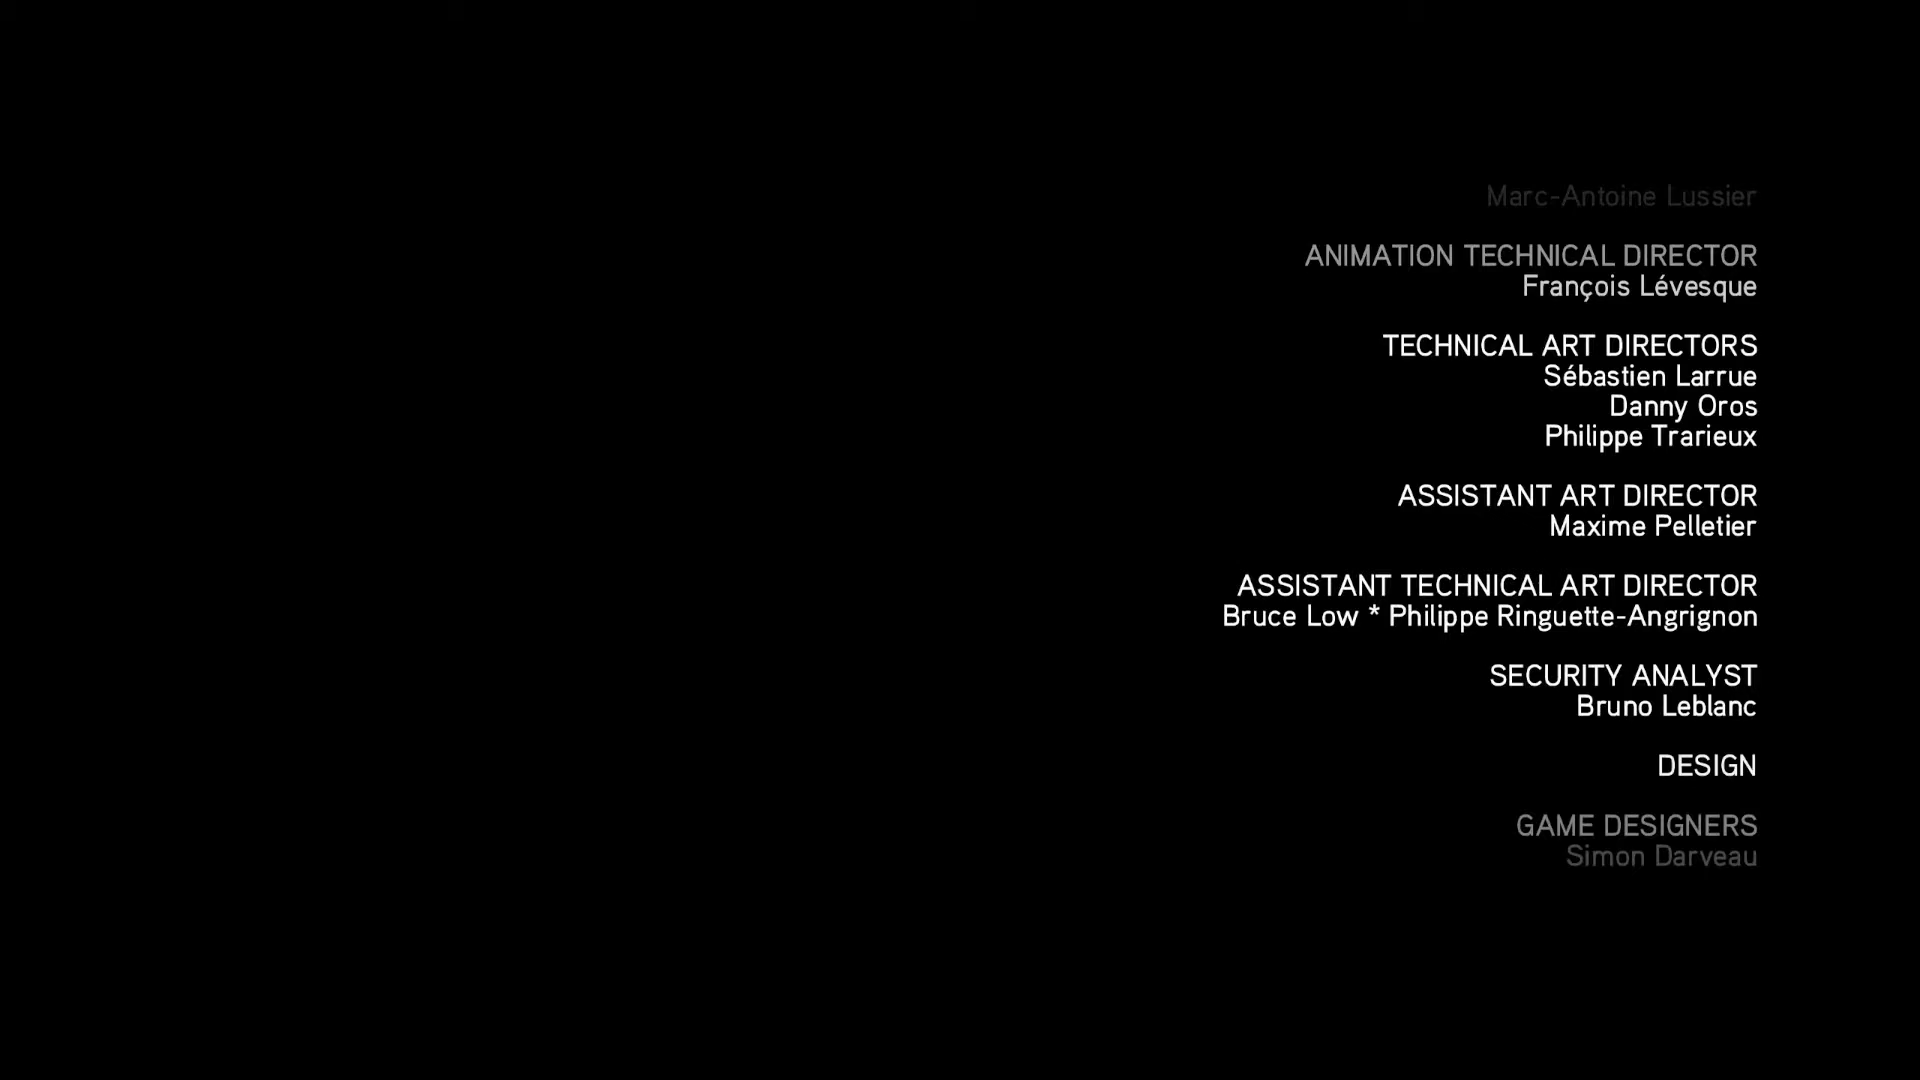 Marc-Antoine Lussier
ANIMATION TECHNICAL DIRECTOR
François Lévesque
TECHNICAL ART DIRECTORS
Sébastien Larrue
Danny Oros
Philippe Trarieux
ASSISTANT ART DIRECTOR
Maxime Pelletier
ASSISTANT TECHNICAL ART DIRECTOR
Bruce Low * Philippe Ringuette-Angrignon
SECURITY ANALYST
Bruno Leblanc
DESIGN
GAME DESIGNERS
Simon Darveau